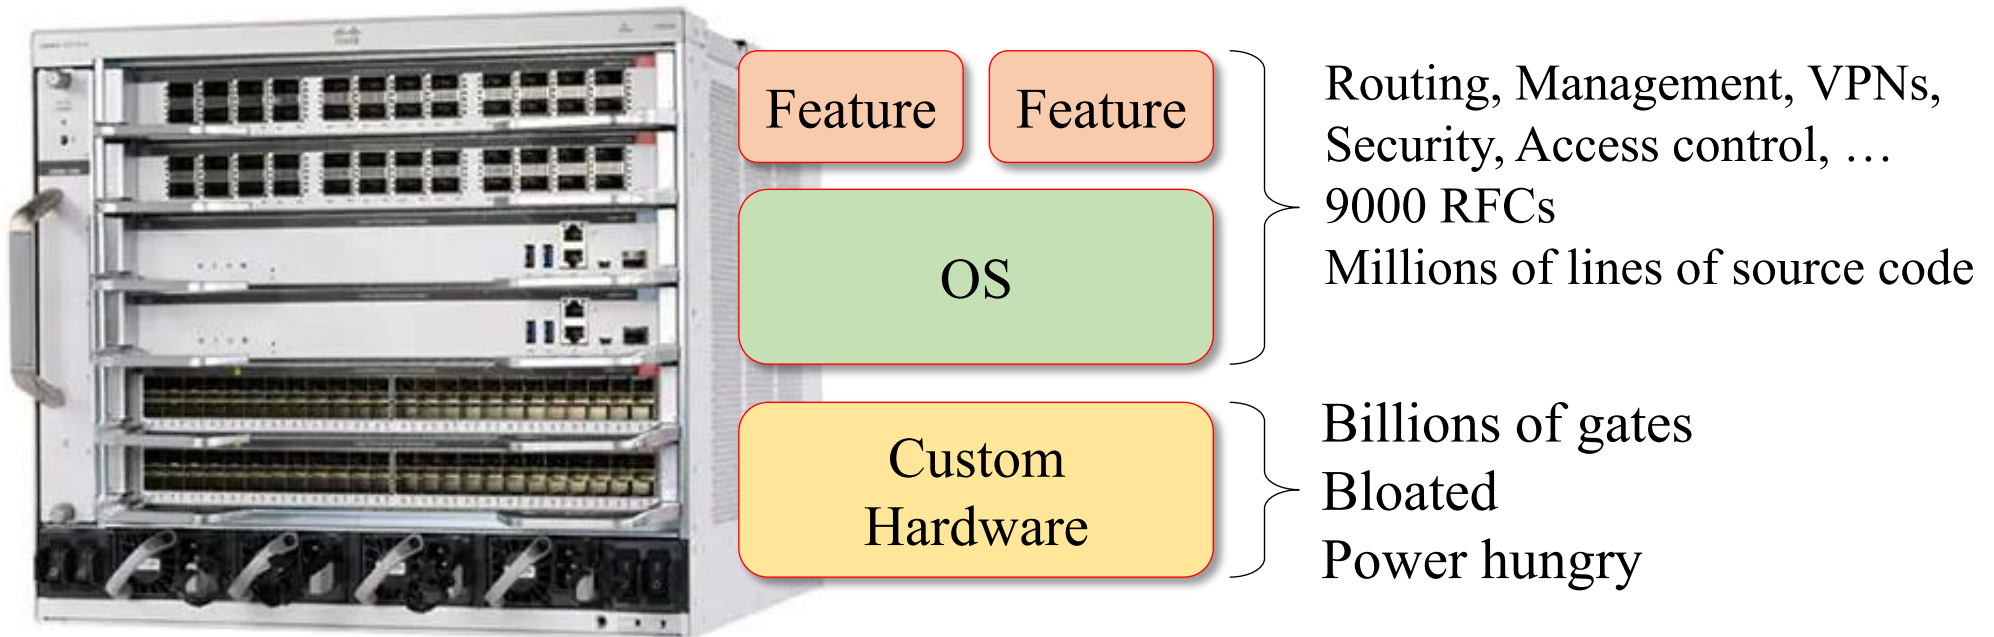 Feature
Feature
OS
Custom
Hardware
Routing, Management, VPNs,
Security, Access control, …
9000 RFCs
Millions of lines of source code
Billions of gates
Bloated
Power hungry